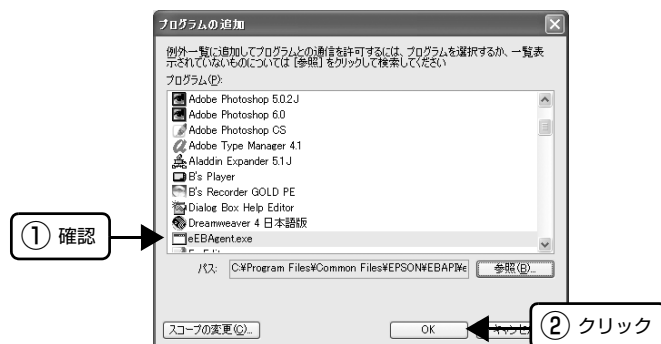 プログラムの追加
例外一覧に追加してプログラムとの通信を許可するには、プログラムを選択するか、一覧表
示されていないものについては [参照] をクリックして検索してください
プログラム(P):
Adobe Photoshop 5.0.2J
Adobe Photoshop 6.0
Adobe Photoshop CS
Adobe Type Manager 4.1
Aladdin Expander 5.1J
B's Player
B's Recorder GOLD PE
Dialog Box Help Editor
Dreamweaver 4 日本語版
eEBAgent.exe
① 確認
パス: C:¥Program Files¥Common Files¥EPSON¥EBAPI¥e 参照(B)...
スコープの変更(C)... OK
② クリック